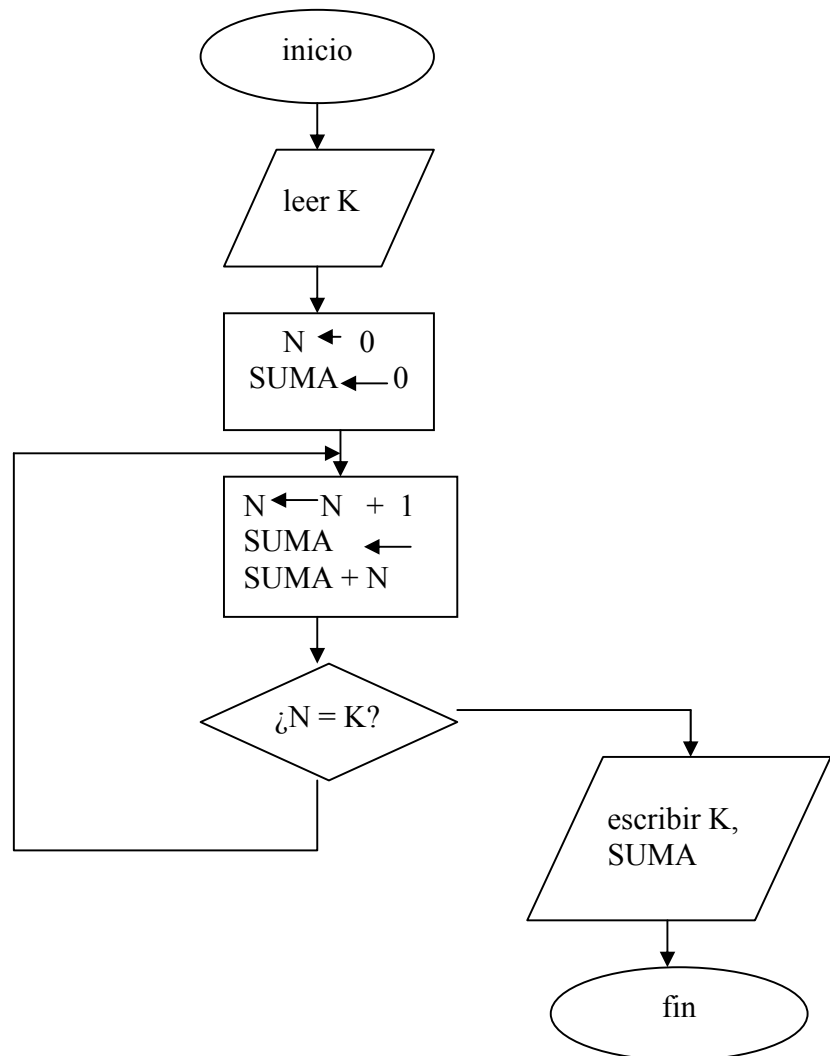 inicio
leer K
N ← 0
SUMA ← 0
N ← N + 1
SUMA ←
SUMA + N
¿N = K?
escribir K,
SUMA
fin